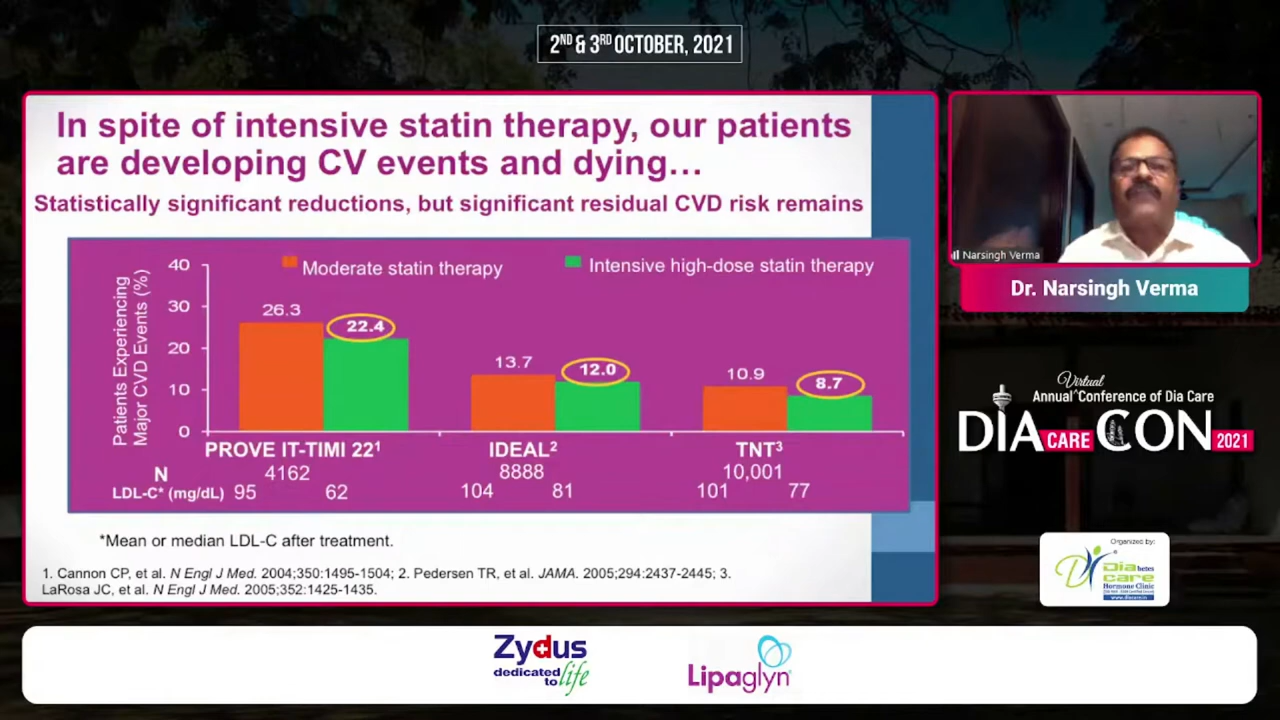 2ND & 3RD OCTOBER, 2021
In spite of intensive statin therapy, our patients
are developing CV events and dying…
Statistically significant reductions, but significant residual CVD risk remains
Patients Experiencing
Major CVD Events (%)
40
30
20
10
0
Moderate statin therapy
Intensive high-dose statin therapy
26.3
22.4
13.7
12.0
10.9
8.7
PROVE IT-TIMI 22¹
IDEAL²
TNT³
N
4162
8888
10,001
LDL-C* (mg/dL)
95
62
104
81
101
77
*Mean or median LDL-C after treatment.
1. Cannon CP, et al. N Engl J Med. 2004;350:1495-1504; 2. Pedersen TR, et al. JAMA. 2005;294:2437-2445; 3.
LaRosa JC, et al. N Engl J Med. 2005;352:1425-1435.
Narsingh Verma
Dr. Narsingh Verma
Virtual
Annual^Conference of Dia Care
DIA CARE CON 2021
Organized by:
Diabetes
care
Hormone Clinic
Zydus
dedicated
to life
Lipaglyn